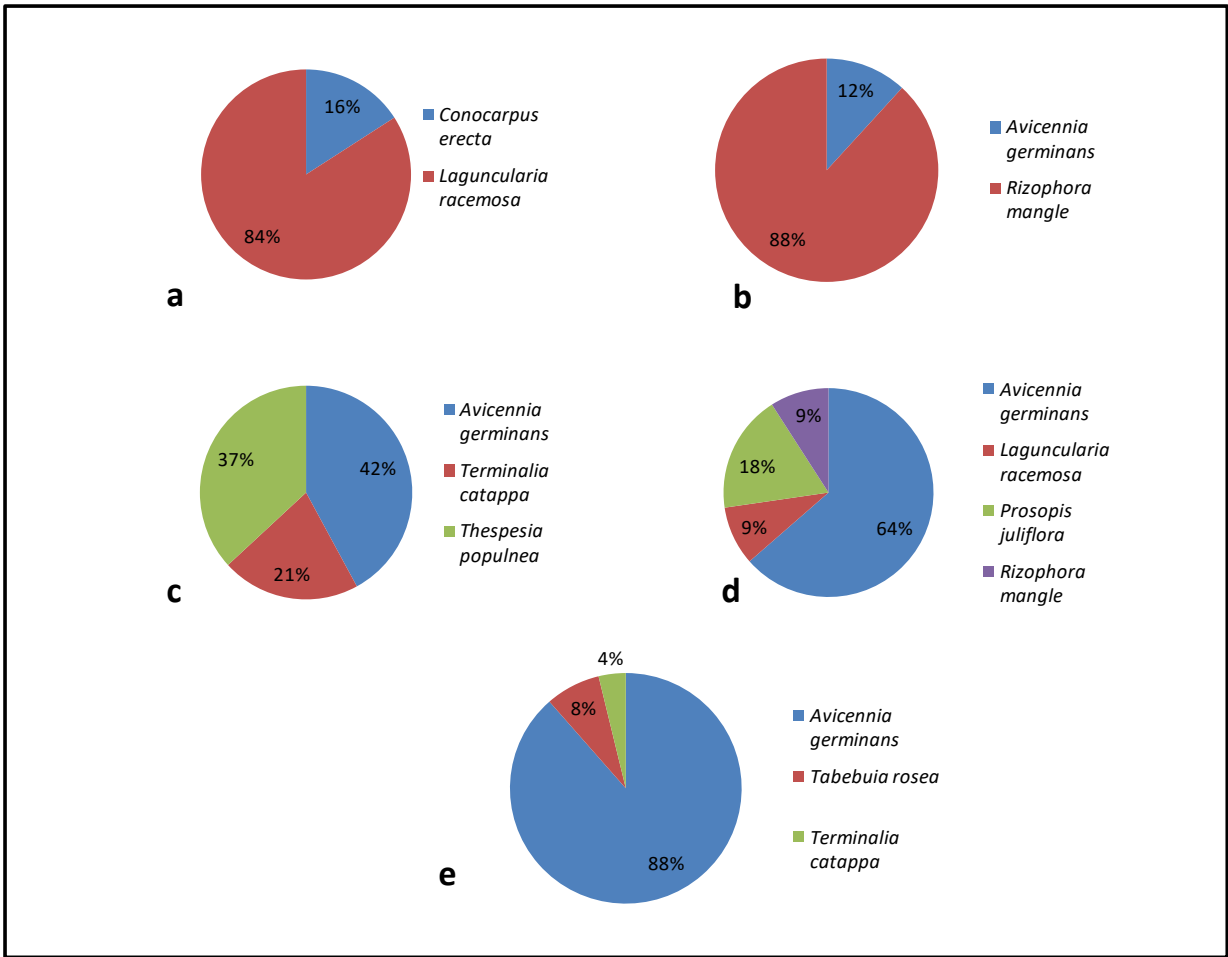 16%
84%
Conocarpus
erecta
Laguncularia
racemosa
a
12%
88%
Avicennia
germinans
Rizophora
mangle
b
42%
21%
37%
Avicennia
germinans
Terminalia
catappa
Thespesia
populnea
c
64%
9%
18%
9%
Avicennia
germinans
Laguncularia
racemosa
Prosopis
juliflora
Rizophora
mangle
d
4%
8%
88%
Avicennia
germinans
Tabebuia rosea
Terminalia
catappa
e